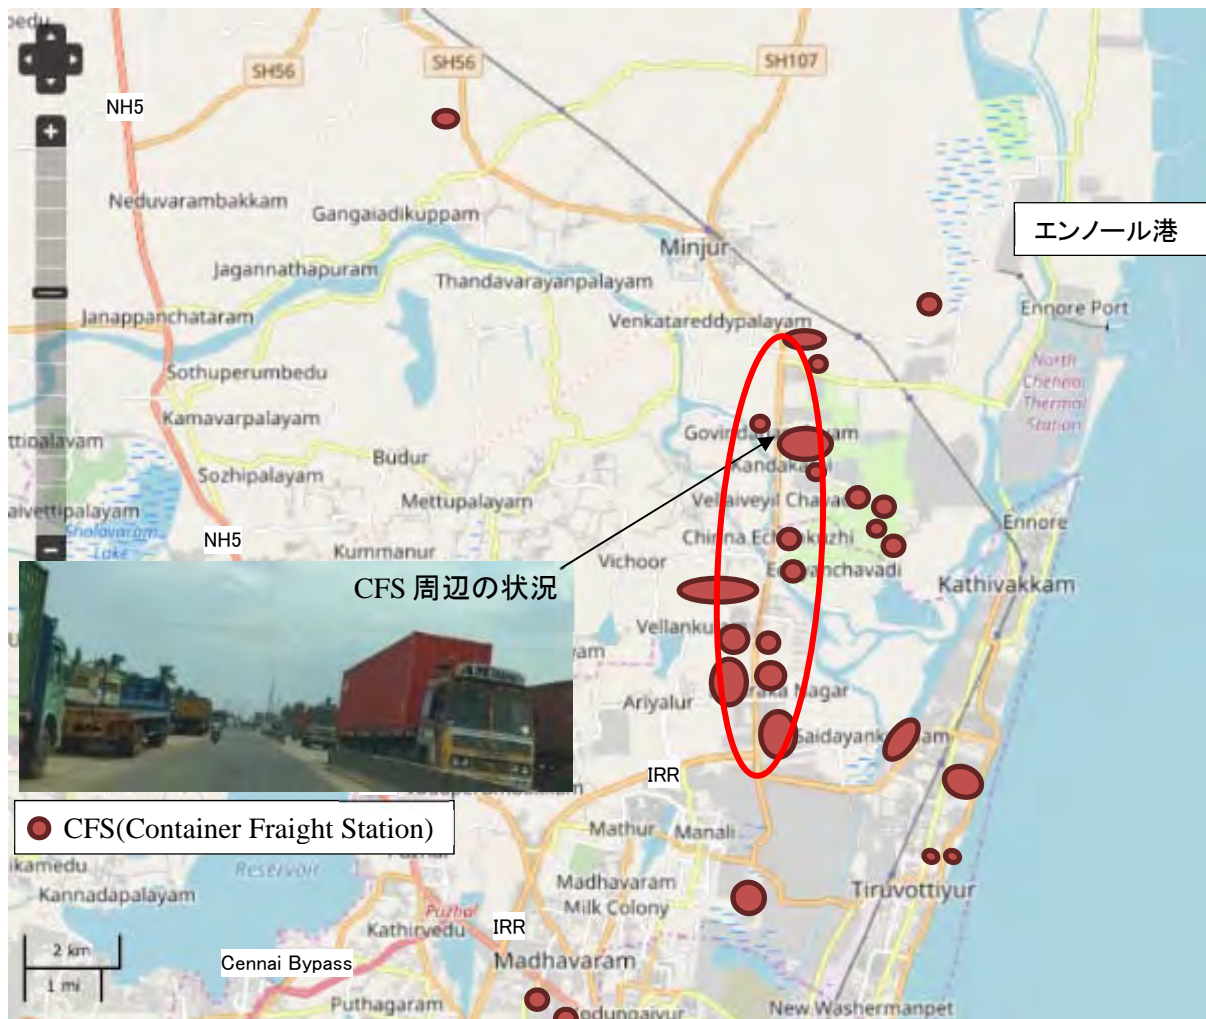 SH56
SH56
SH107
NH5
Neduvarambakkam
Gangaiadikuppam
Minjur
エンノール港
Jagannathapuram
Thandavarayanpalayam
Janappanchataram
Venkatareddypalayam
Ennore Port
North
Chennai
Thermal
Station
Sothuperumbedu
Kamavarpalayam
Budur
Sozhipalayam
Mettupalayam
Sholavaram
Lake
NH5
Kummanur
Vichoor
Ennore
Kathivakkam
CFS 周辺の状況
Ariyalur
IRR
CFS(Container Fraight Station)
Mathur
Manali
Reservoir
Kannadapalayam
Madhavaram
Milk Colony
Tiruvottiyur
Puzhal
Kathirvedu
IRR
2 km
1 mi
Cennai Bypass
Madhavaram
Puthagaram
New Washermanpet